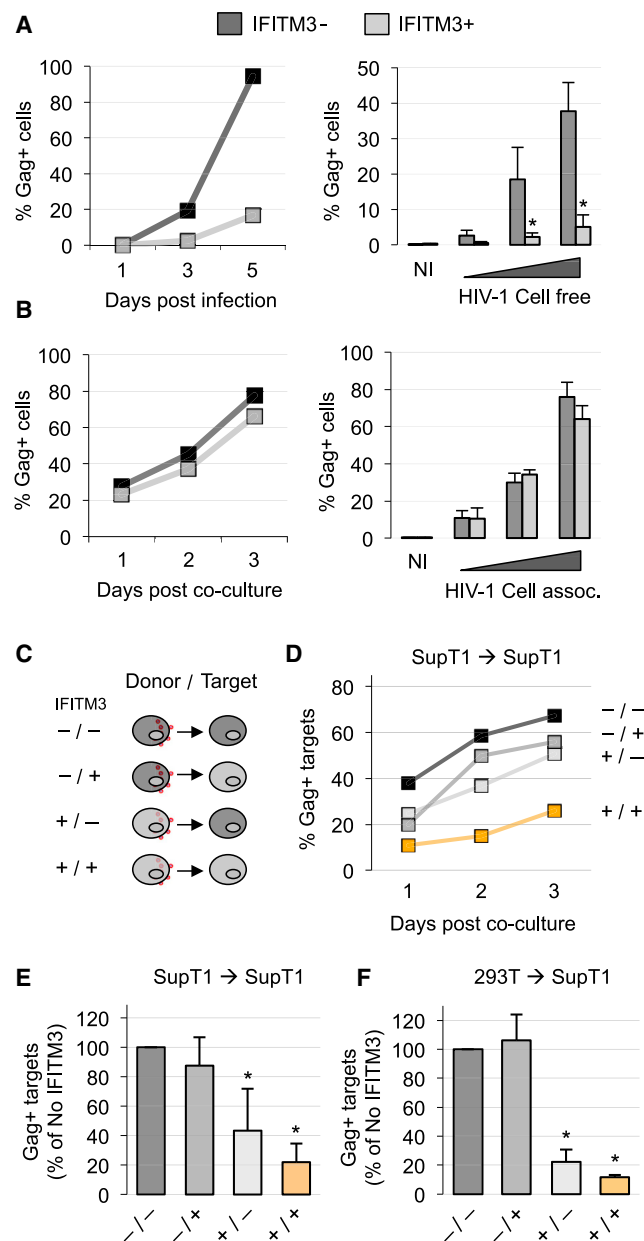 A
IFITM3-
IFITM3+
% Gag+ cells
100
80
60
40
20
0
1 3 5
Days post infection
% Gag+ cells
50
40
30
20
10
0
NI
HIV-1 Cell free
*
*
B
% Gag+ cells
100
80
60
40
20
0
1 2 3
Days post co-culture
% Gag+ cells
100
80
60
40
20
0
NI
HIV-1 Cell assoc.
C
Donor / Target
IFITM3
– / –
– / +
+ / –
+ / +
D
SupT1 → SupT1
% Gag+ targets
80
60
40
20
0
1 2 3
Days post co-culture
– / –
– / +
+ / –
+ / +
E
SupT1 → SupT1
Gag+ targets
(% of No IFITM3)
120
100
80
60
40
20
0
*
*
– / –
– / +
+ / –
+ / +
F
293T → SupT1
Gag+ targets
(% of No IFITM3)
120
100
80
60
40
20
0
*
*
– / –
– / +
+ / –
+ / +